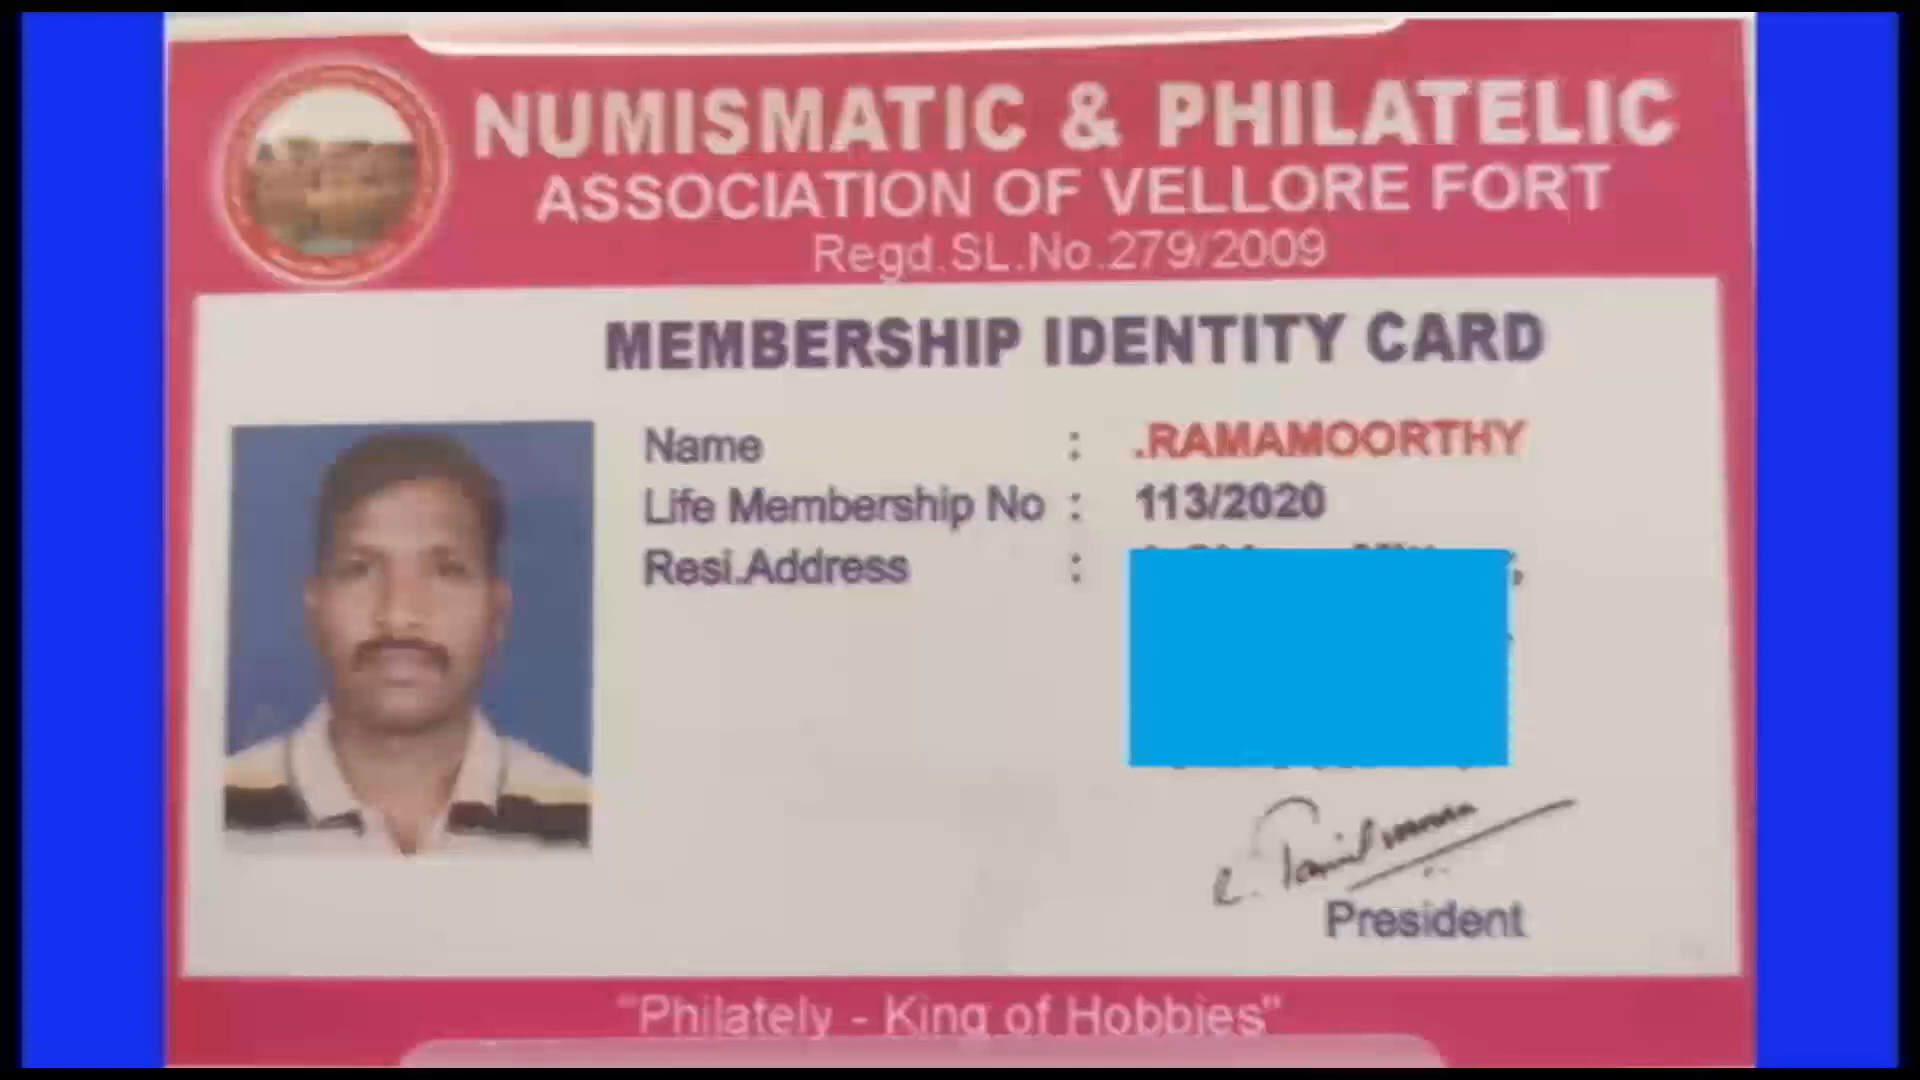 NUMISMATIC & PHILATELIC
ASSOCIATION OF VELLORE FORT
Regd.SL.No.279/2009
MEMBERSHIP IDENTITY CARD
Name : .RAMAMOORTHY
Life Membership No : 113/2020
Resi.Address :
President
"Philately - King of Hobbies"